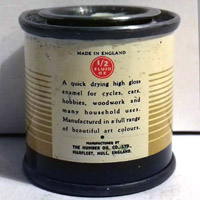 MADE IN ENGLAND
1/2
FLUID
OZ
A quick drying high gloss
enamel for cycles, cars,
hobbies, woodwork and
many household uses.
Manufactured in a full range
of beautiful art colours.
MANUFACTURED BY
THE HUMBER OIL CO., LTD.
MARFLEET, HULL, ENGLAND.